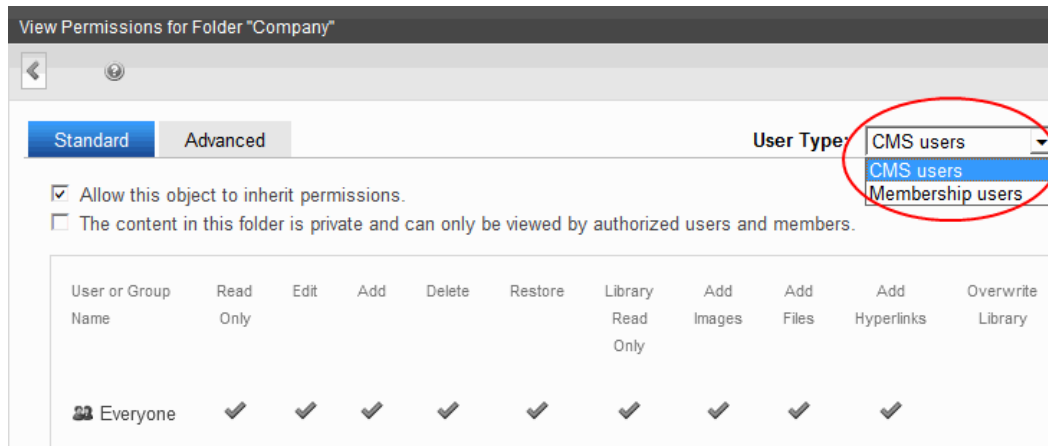 View Permissions for Folder "Company"
Standard Advanced User Type: CMS users
CMS users
Membership users
Allow this object to inherit permissions.
The content in this folder is private and can only be viewed by authorized users and members.
User or Group Read Edit Add Delete Restore Library Add Add Add Overwrite
Name Only Read Images Files Hyperlinks Library
Only
Everyone